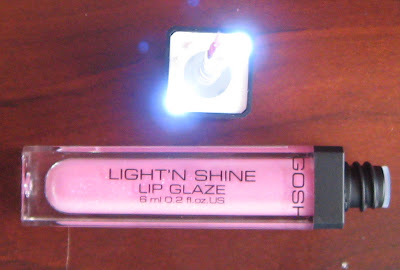 LIGHT'N SHINE
LIP GLAZE
6 ml 0.2 fl.oz.US
GOSH